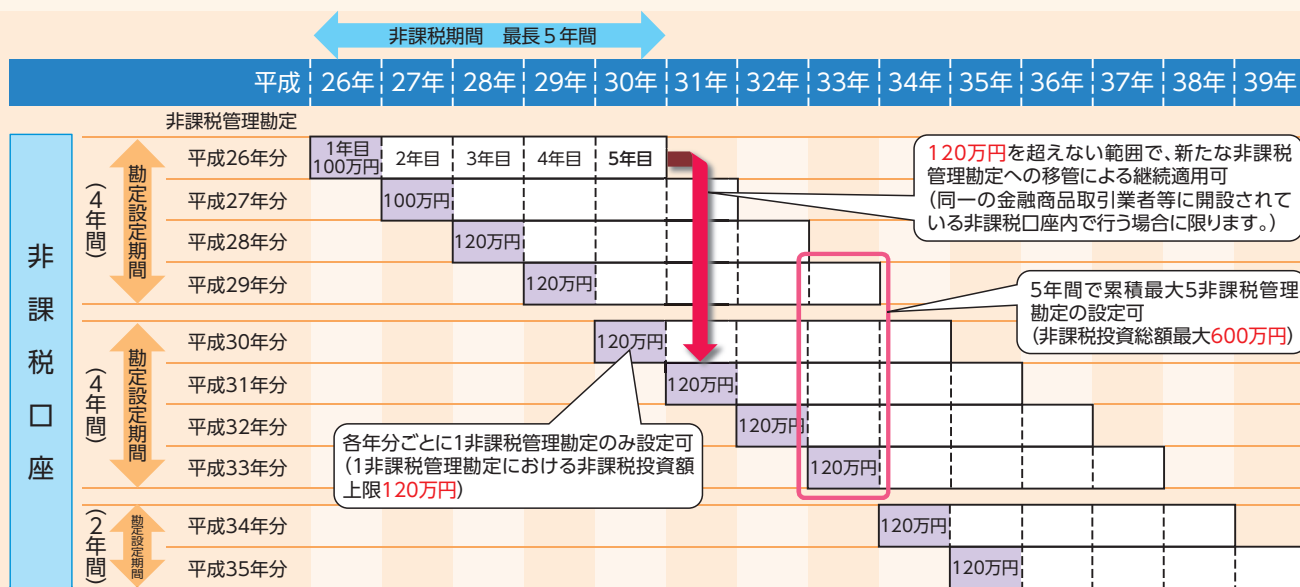 非課税期間　最長５年間
平成 26年 27年 28年 29年 30年 31年 32年 33年 34年 35年 36年 37年 38年 39年
非課税管理勘定
非課税口座
勘定設定期間
(4年間)
平成26年分 1年目 100万円 2年目 3年目 4年目 5年目
平成27年分 100万円
平成28年分 120万円
平成29年分 120万円
120万円を超えない範囲で、新たな非課税
管理勘定への移管による継続適用可
(同一の金融商品取引業者等に開設されて
いる非課税口座内で行う場合に限ります。)
5年間で累積最大5非課税管理
勘定の設定可
(非課税投資総額最大600万円)
勘定設定期間
(4年間)
平成30年分 120万円
平成31年分 120万円
平成32年分 120万円
平成33年分 120万円
各年分ごとに1非課税管理勘定のみ設定可
(1非課税管理勘定における非課税投資額
上限120万円)
勘定設定期間
(2年間)
平成34年分 120万円
平成35年分 120万円